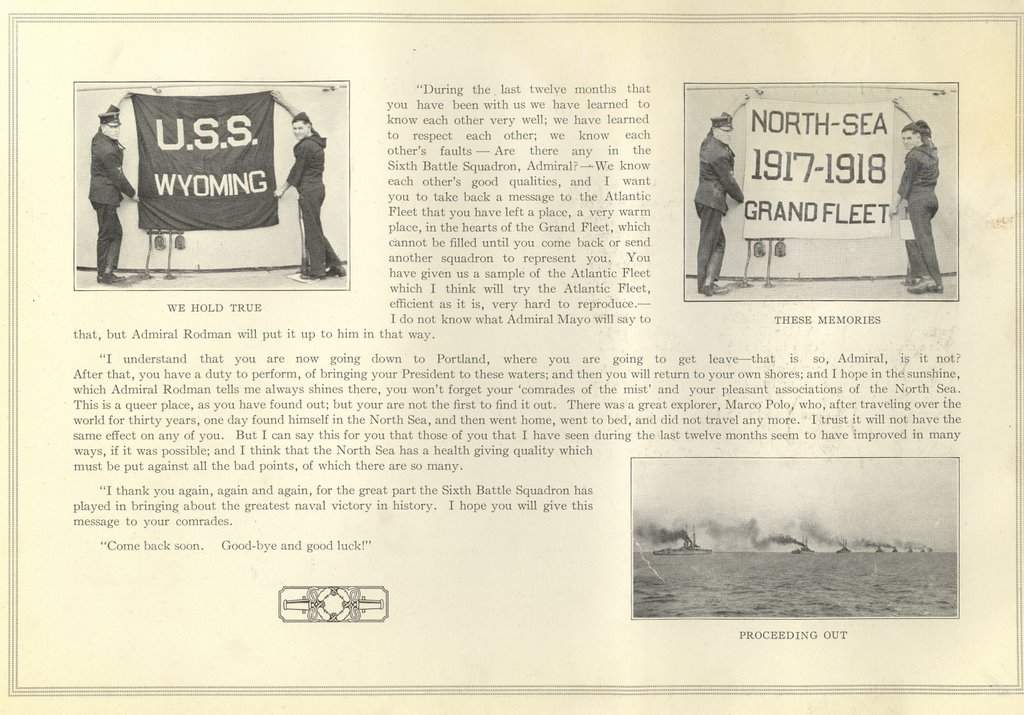 U.S.S.
WYOMING
WE HOLD TRUE
"During the last twelve months that
you have been with us we have learned to
know each other very well; we have learned
to respect each other; we know each
other's faults — Are there any in the
Sixth Battle Squadron, Admiral? — We know
each other's good qualities, and I want
you to take back a message to the Atlantic
Fleet that you have left a place, a very warm
place, in the hearts of the Grand Fleet, which
cannot be filled until you come back or send
another squadron to represent you. You
have given us a sample of the Atlantic Fleet
which I think will try the Atlantic Fleet,
efficient as it is, very hard to reproduce.—
I do not know what Admiral Mayo will say to
that, but Admiral Rodman will put it up to him in that way.
NORTH-SEA
1917-1918
GRAND FLEET
THESE MEMORIES
"I understand that you are now going down to Portland, where you are going to get leave—that is so, Admiral, is it not?
After that, you have a duty to perform, of bringing your President to these waters; and then you will return to your own shores; and I hope in the sunshine,
which Admiral Rodman tells me always shines there, you won't forget your 'comrades of the mist' and your pleasant associations of the North Sea.
This is a queer place, as you have found out; but your are not the first to find it out. There was a great explorer, Marco Polo, who, after traveling over the
world for thirty years, one day found himself in the North Sea, and then went home, went to bed, and did not travel any more. I trust it will not have the
same effect on any of you. But I can say this for you that those of you that I have seen during the last twelve months seem to have improved in many
ways, if it was possible; and I think that the North Sea has a health giving quality which
must be put against all the bad points, of which there are so many.
"I thank you again, again and again, for the great part the Sixth Battle Squadron has
played in bringing about the greatest naval victory in history. I hope you will give this
message to your comrades.
"Come back soon. Good-bye and good luck!"
PROCEEDING OUT